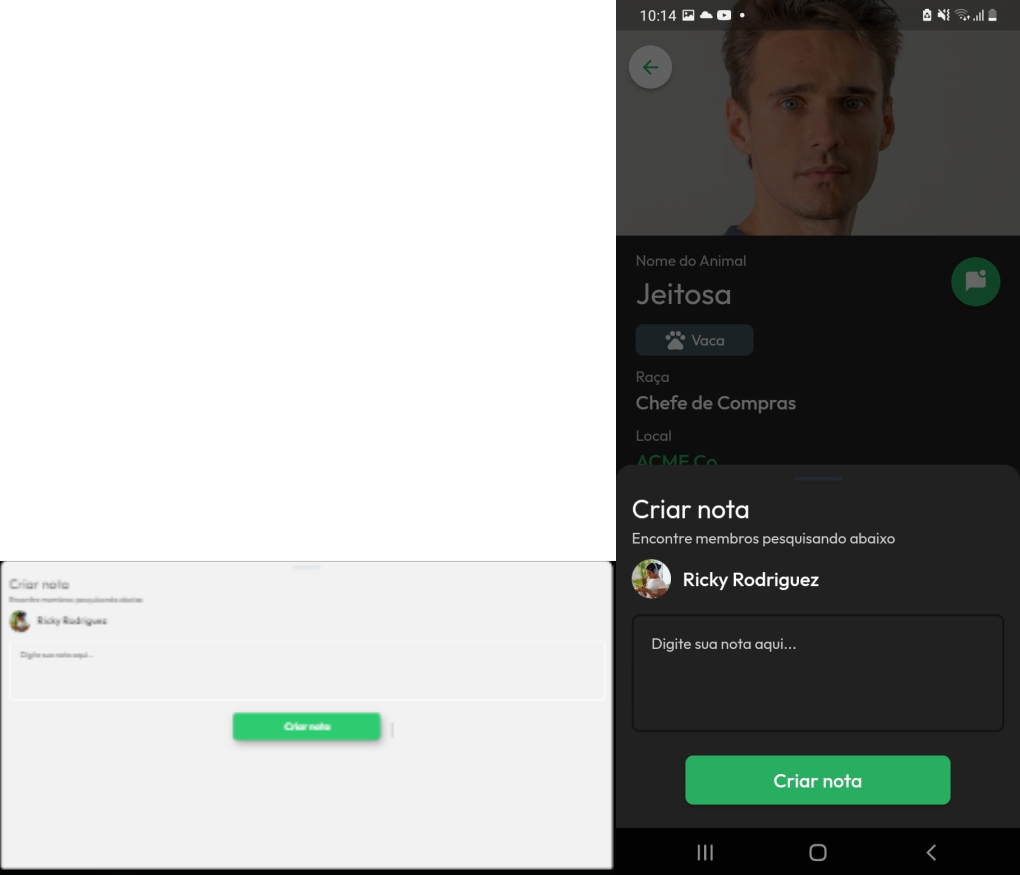 Criar nota
Encontre membros pesquisando abaixo
Ricky Rodriguez
Digite sua nota aqui...
Criar nota
10:14
Nome do Animal
Jeitosa
Vaca
Raça
Chefe de Compras
Local
ACME Co
Criar nota
Encontre membros pesquisando abaixo
Ricky Rodriguez
Digite sua nota aqui...
Criar nota